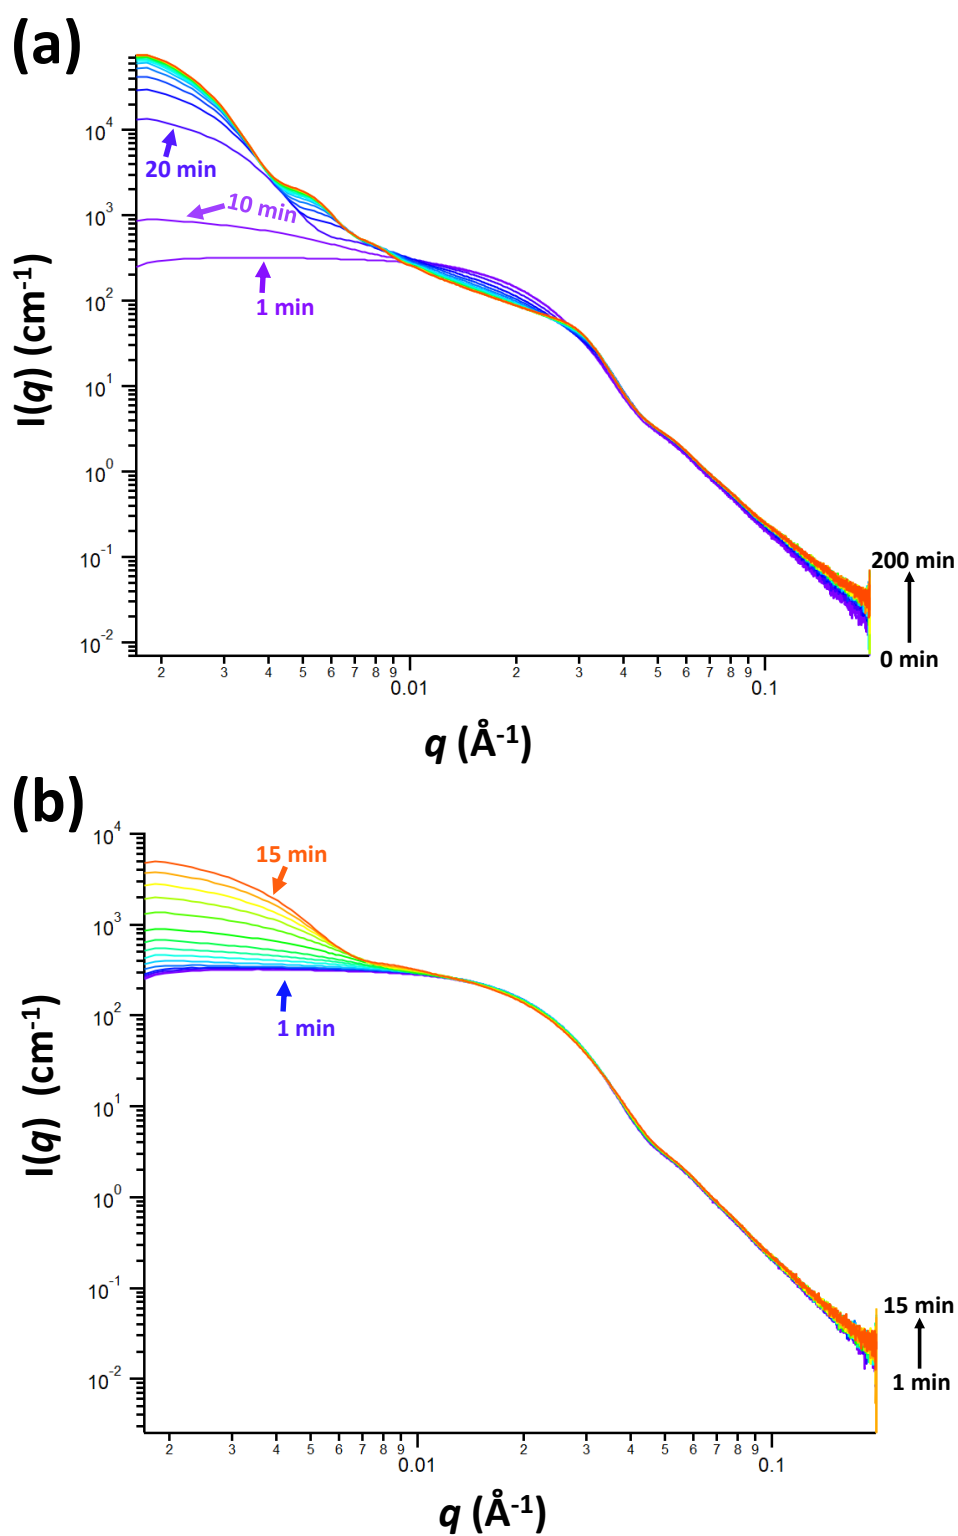 (a)
I(q) (cm-1)
10^4
10^3
10^2
10^1
10^0
10^-1
10^-2
20 min
10 min
1 min
200 min
0 min
2 3 4 5 6 7 8 9 0.01 2 3 4 5 6 7 8 9 0.1
q (Å-1)
(b)
I(q) (cm-1)
10^4
10^3
10^2
10^1
10^0
10^-1
10^-2
15 min
1 min
15 min
1 min
2 3 4 5 6 7 8 9 0.01 2 3 4 5 6 7 8 9 0.1
q (Å-1)